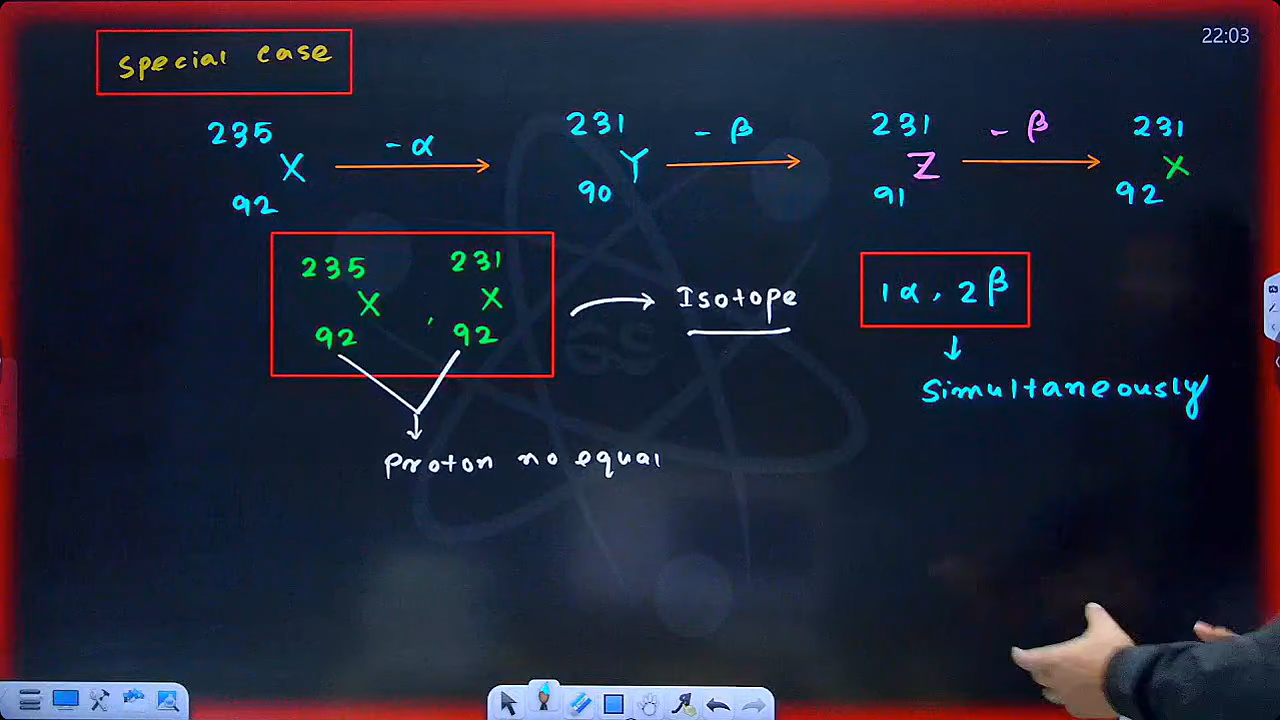 22:03
Special case
235 92 X - α → 231 90 Y - β → 231 91 Z - β → 231 92 X
235 92 X , 231 92 X → Isotope
1α, 2β
↓
Simultaneously
Proton no equal
GS